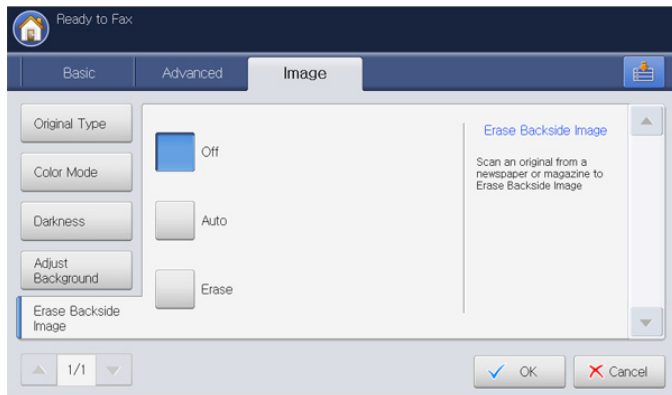 Ready to Fax
Basic
Advanced
Image
Original Type
Color Mode
Darkness
Adjust
Background
Erase Backside
Image
Off
Auto
Erase
Erase Backside Image
Scan an original from a
newspaper or magazine to
Erase Backside Image
1/1
OK
Cancel